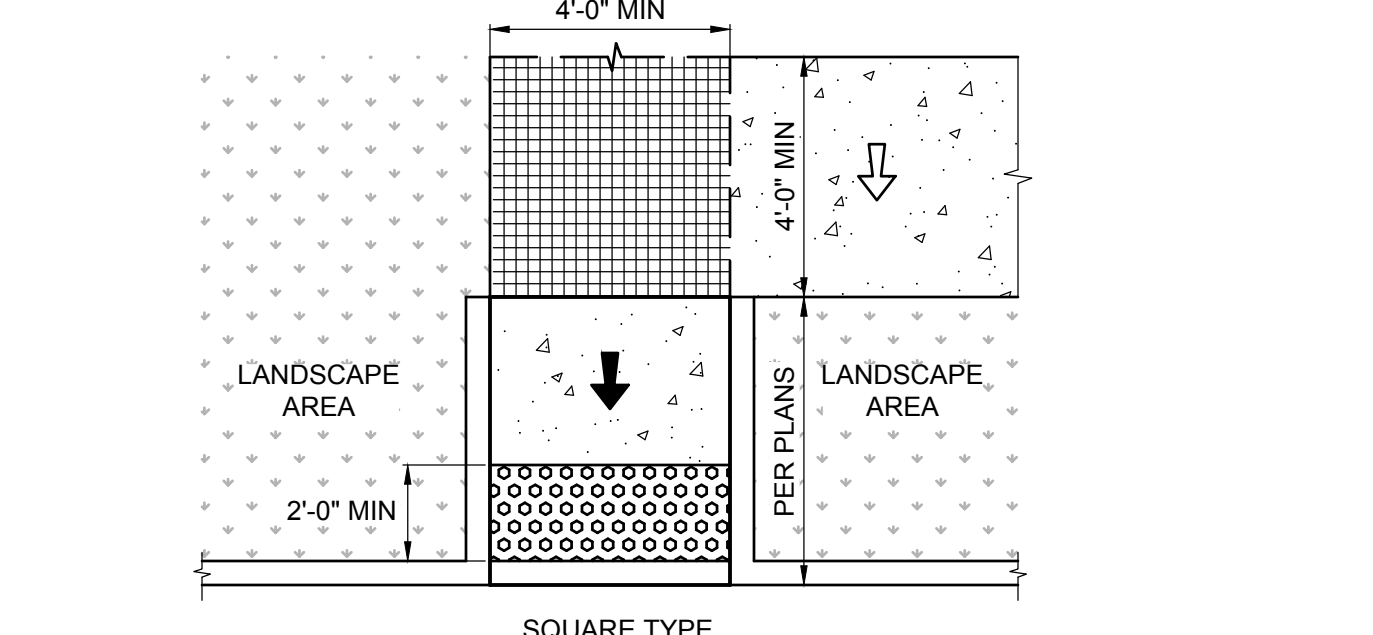 4'-0" MIN
4'-0" MIN
LANDSCAPE
AREA
PER PLANS
LANDSCAPE
AREA
2'-0" MIN
SQUARE TYPE